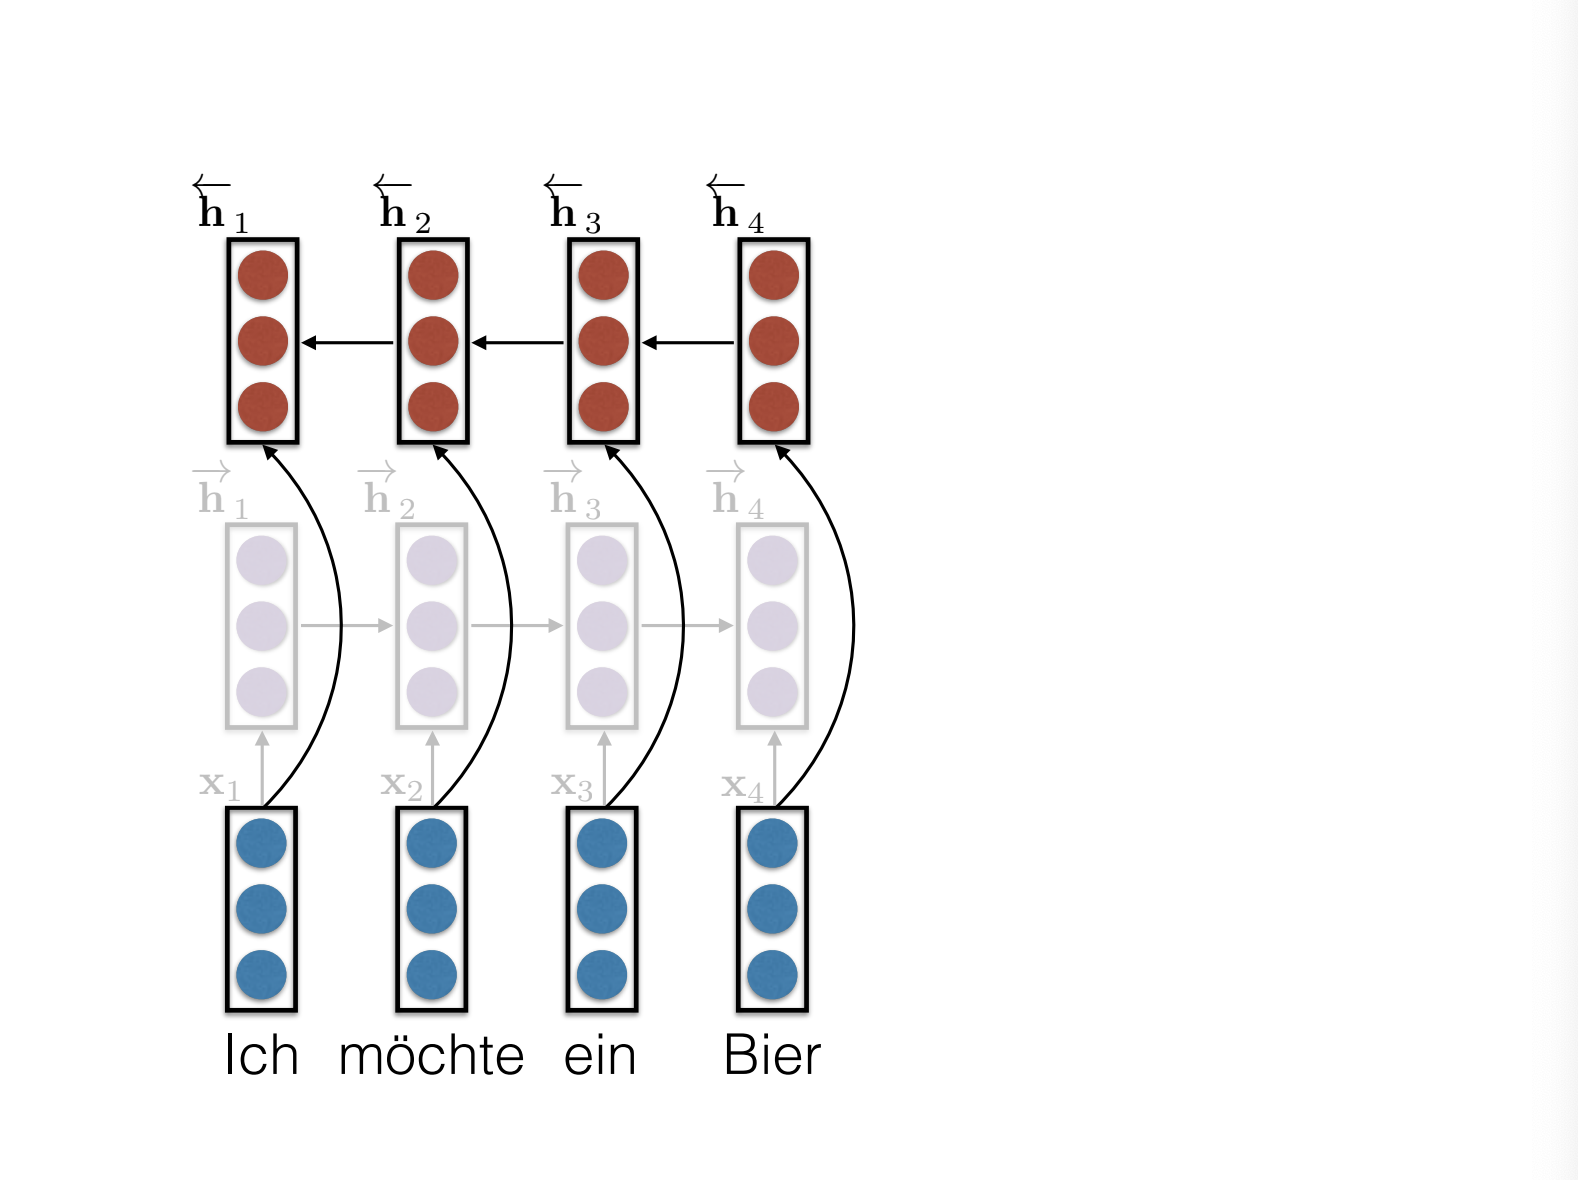 ←h₁ ←h₂ ←h₃ ←h₄
→h₁ →h₂ →h₃ →h₄
x₁ x₂ x₃ x₄
Ich möchte ein Bier